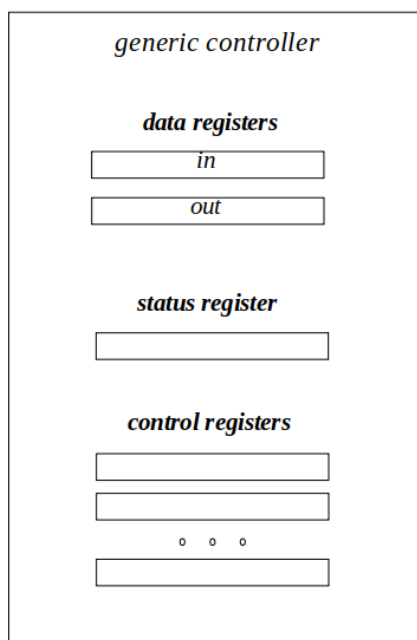 generic controller
data registers
in
out
status register
control registers